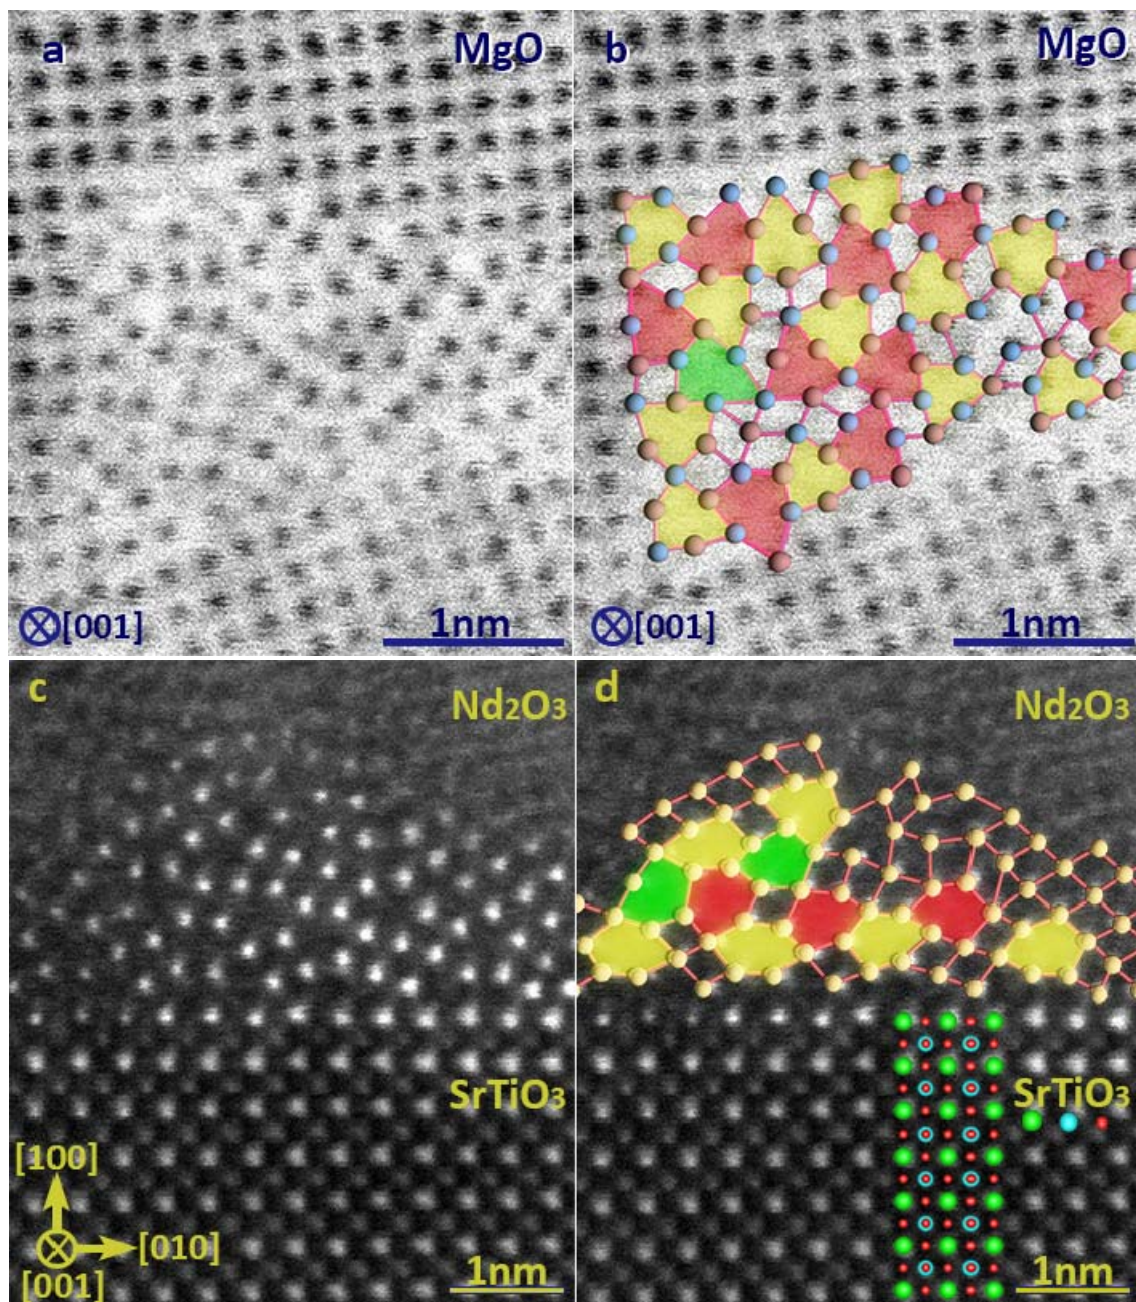 a
MgO
b
MgO
⊗[001]
1nm
⊗[001]
1nm
c
Nd₂O₃
d
Nd₂O₃
SrTiO₃
SrTiO₃
[100]
[010]
[001]
1nm
1nm